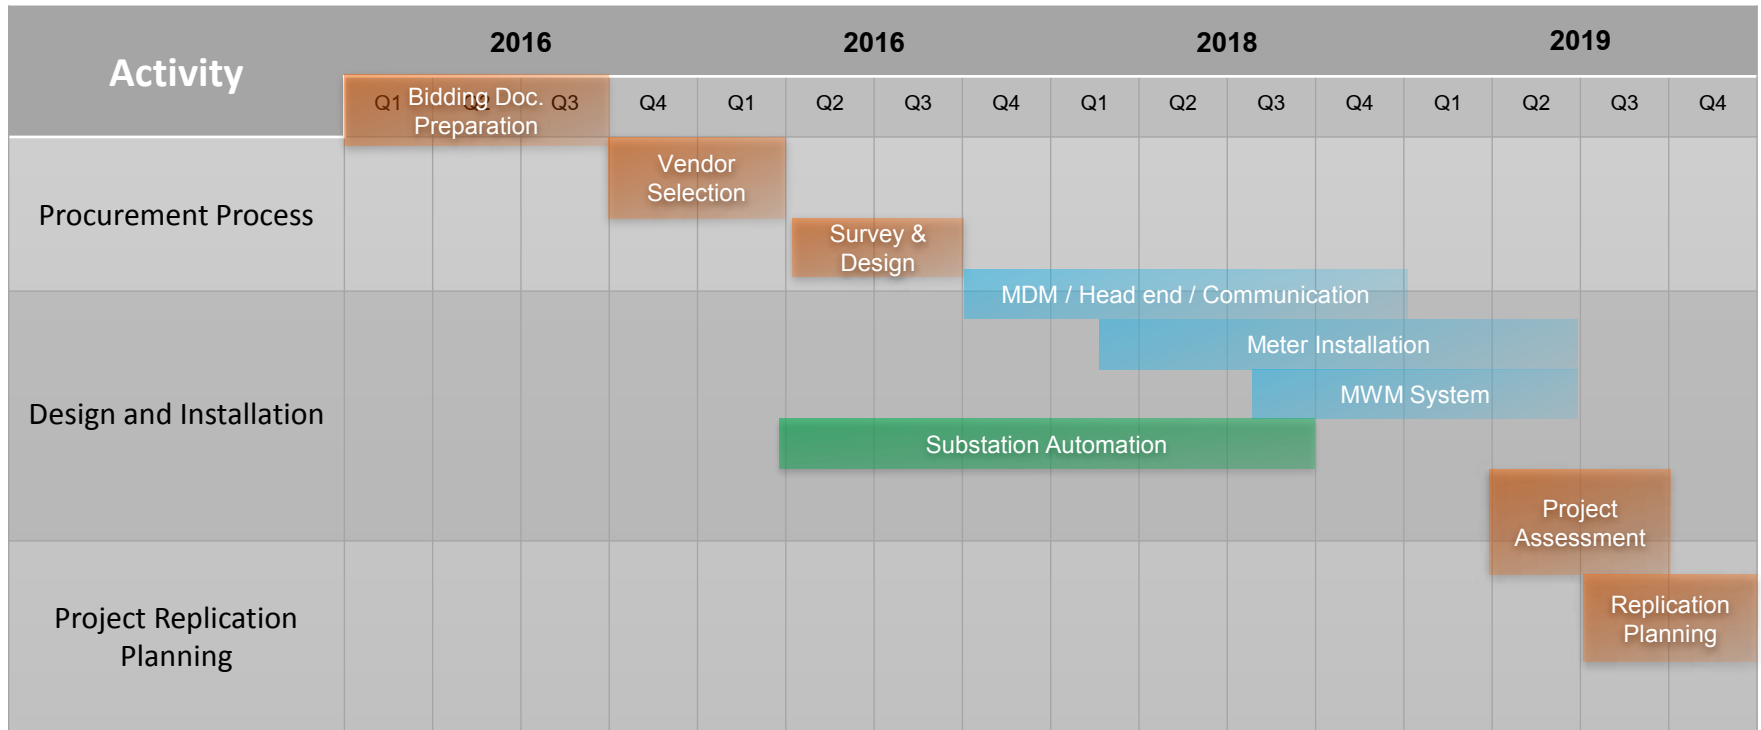 Activity
2016
2016
2018
2019
Q1
Q2
Q3
Q4
Q1
Q2
Q3
Q4
Q1
Q2
Q3
Q4
Q1
Q2
Q3
Q4
Bidding Doc.
Preparation
Procurement Process
Vendor
Selection
Survey &
Design
MDM / Head end / Communication
Meter Installation
MWM System
Design and Installation
Substation Automation
Project
Assessment
Project Replication
Planning
Replication
Planning